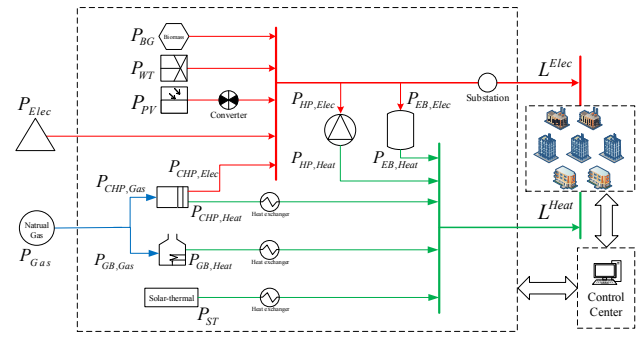 P_BG
Biomass
P_WT
P_PV
Converter
P_Elec
P_HP,Elec
P_EB,Elec
Substation
L^Elec
P_HP,Heat
P_EB,Heat
P_CHP,Elec
P_CHP,Gas
P_CHP,Heat
Heat exchanger
L^Heat
Natrual
Gas
P_Gas
P_GB,Gas
P_GB,Heat
Heat exchanger
Solar-thermal
P_ST
Heat exchanger
Control
Center